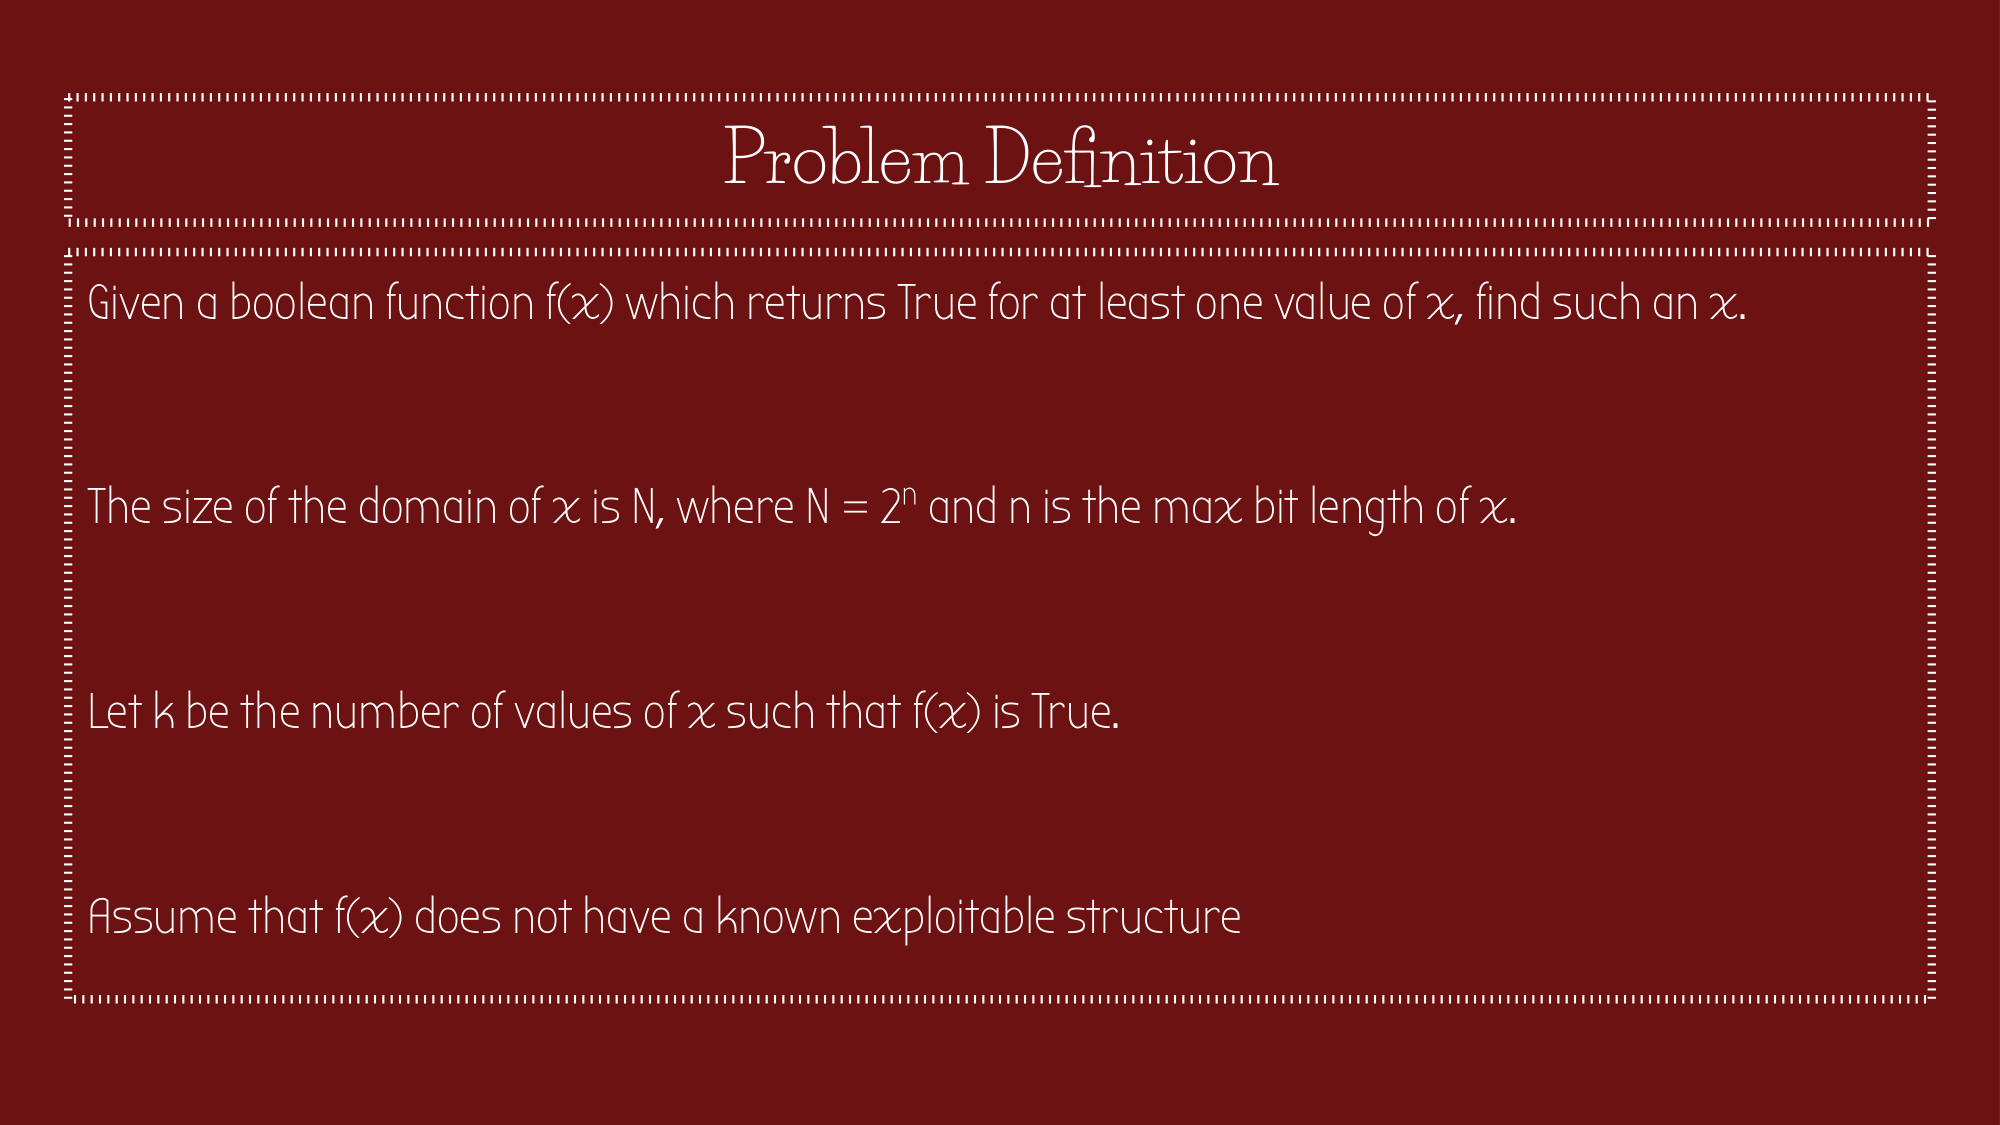 Problem Definition
Given a boolean function f(x) which returns True for at least one value of x, find such an x.
The size of the domain of x is N, where N = 2ⁿ and n is the max bit length of x.
Let k be the number of values of x such that f(x) is True.
Assume that f(x) does not have a known exploitable structure